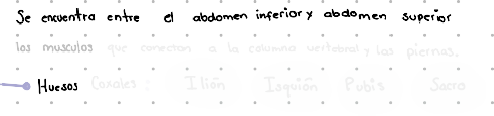 Se encuentra entre el abdomen inferior y abdomen superior
los musculos que conectan a la columna vertebral y las piernas.
Huesos Coxales : Ilión Isquión Pubis Sacro